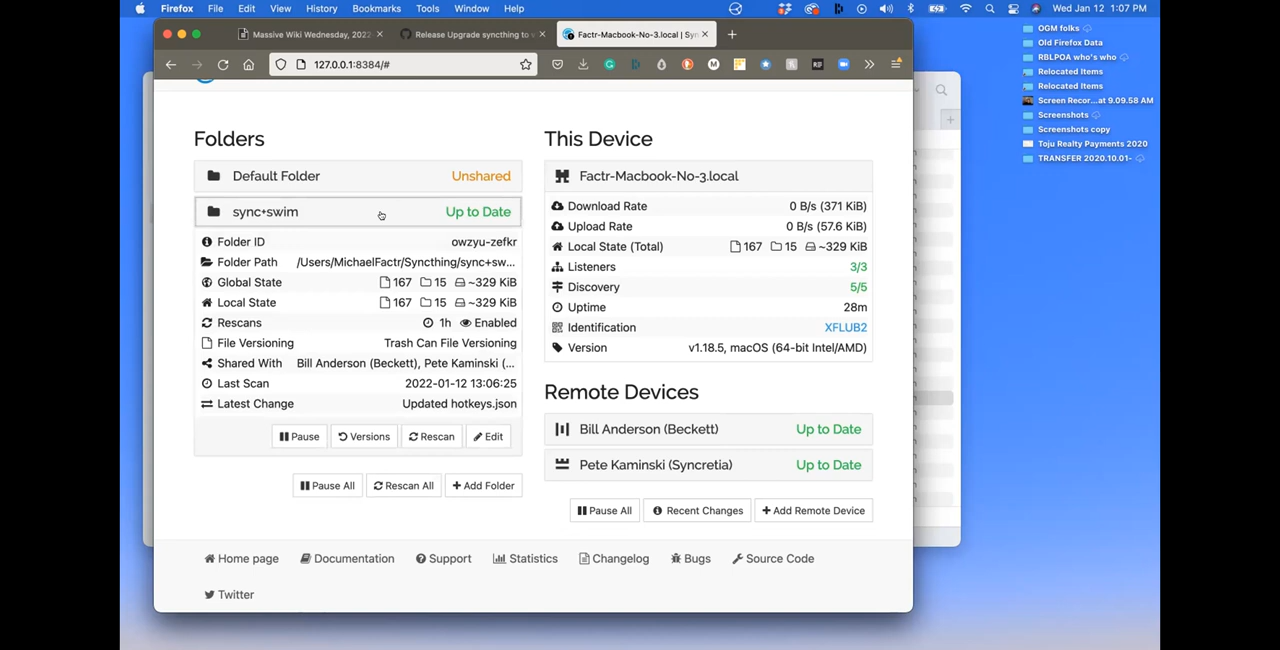 Firefox File Edit View History Bookmarks Tools Window Help Wed Jan 12 1:07 PM
Massive Wiki Wednesday, 2022 Release Upgrade syncthing to Factr-Macbook-No-3.local | Syn
127.0.0.1:8384/#
OGM folks
Old Firefox Data
RBLPOA who's who
Relocated Items
Relocated Items
Screen Recor...at 9.09.58 AM
Screenshots
Screenshots copy
Toju Realty Payments 2020
TRANSFER 2020.10.01-
Folders
Default Folder Unshared
sync+swim Up to Date
Folder ID owzyu-zefkr
Folder Path /Users/MichaelFactr/Syncthing/sync+sw...
Global State 167 15 ~329 KiB
Local State 167 15 ~329 KiB
Rescans 1h Enabled
File Versioning Trash Can File Versioning
Shared With Bill Anderson (Beckett), Pete Kaminski (...
Last Scan 2022-01-12 13:06:25
Latest Change Updated hotkeys.json
Pause Versions Rescan Edit
Pause All Rescan All Add Folder
This Device
Factr-Macbook-No-3.local
Download Rate 0 B/s (371 KiB)
Upload Rate 0 B/s (57.6 KiB)
Local State (Total) 167 15 ~329 KiB
Listeners 3/3
Discovery 5/5
Uptime 28m
Identification XFLUB2
Version v1.18.5, macOS (64-bit Intel/AMD)
Remote Devices
Bill Anderson (Beckett) Up to Date
Pete Kaminski (Syncretia) Up to Date
Pause All Recent Changes Add Remote Device
Home page Documentation Support Statistics Changelog Bugs Source Code
Twitter